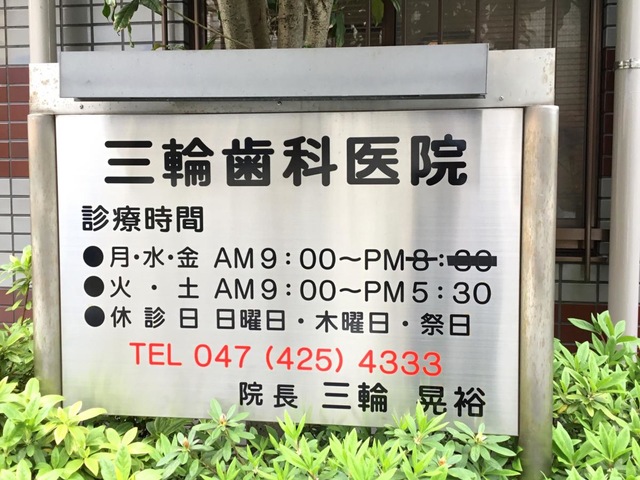 三輪歯科医院
診療時間
●月・水・金 AM9:00～PM8:00
●火・土 AM9:00～PM5:30
●休診日 日曜日・木曜日・祭日
TEL 047 (425) 4333
院長 三輪 晃裕